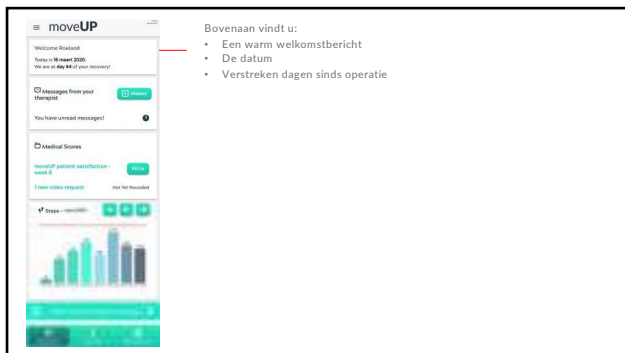 moveUP
Welcome Roeland
Today is 16 maart 2020.
We are at day 44 of your recovery!
Messages from your
therapist
History
You have unread messages!
Medical Scores
moveUP patient satisfaction -
week 6
Fill in
1 new video request
Not Yet Recorded
Steps -
Bovenaan vindt u:
• Een warm welkomstbericht
• De datum
• Verstreken dagen sinds operatie